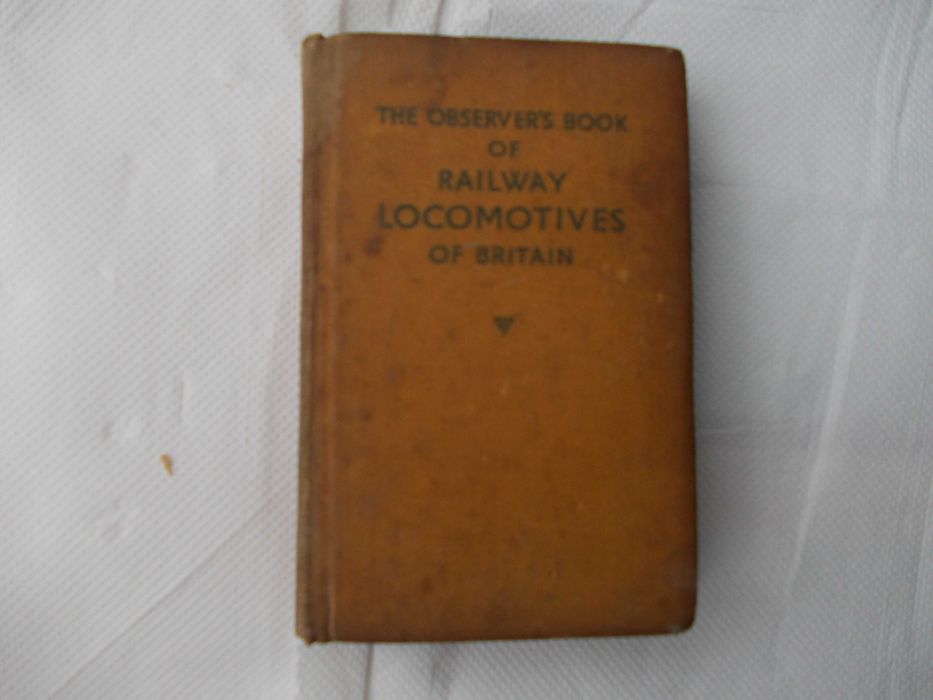 THE OBSERVER'S BOOK
OF
RAILWAY
LOCOMOTIVES
OF BRITAIN